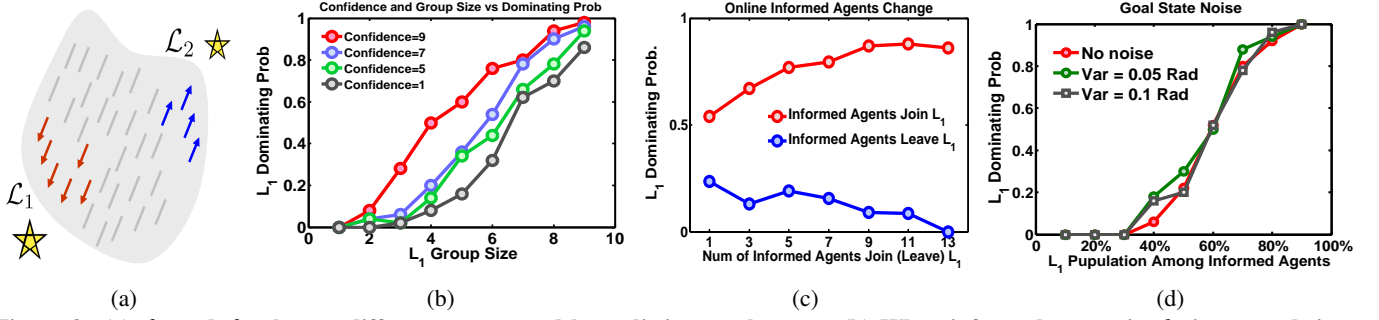 ℒ₂
ℒ₁
(a)
Confidence and Group Size vs Dominating Prob
L₁ Dominating Prob
1
0.8
0.6
0.4
0.2
0
Confidence=9
Confidence=7
Confidence=5
Confidence=1
0 2 4 6 8 10
L₁ Group Size
(b)
Online Informed Agents Change
L₁ Dominating Prob.
1
0.5
0
Informed Agents Join L₁
Informed Agents Leave L₁
1 3 5 7 9 11 13
Num of Informed Agents Join (Leave) L₁
(c)
Goal State Noise
L₁ Dominating Prob
1
0.8
0.6
0.4
0.2
0
No noise
Var = 0.05 Rad
Var = 0.1 Rad
0 20% 40% 60% 80% 100%
L₁ Pupulation Among Informed Agents
(d)